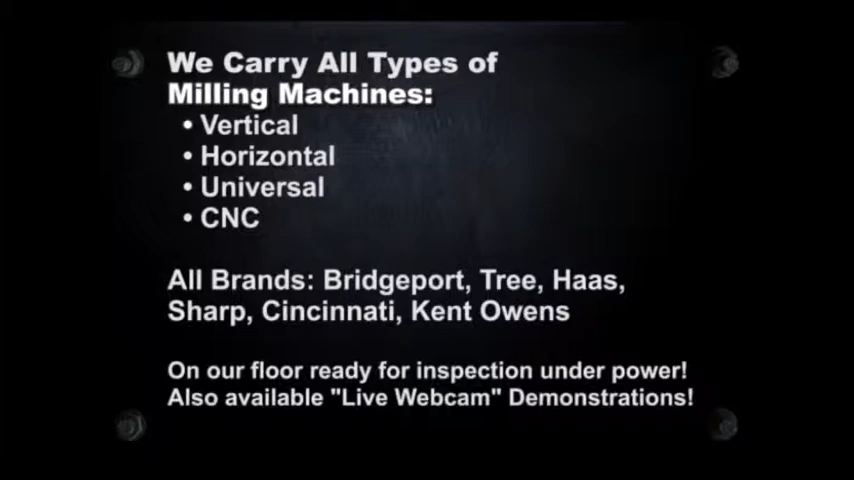 We Carry All Types of
Milling Machines:
• Vertical
• Horizontal
• Universal
• CNC
All Brands: Bridgeport, Tree, Haas,
Sharp, Cincinnati, Kent Owens
On our floor ready for inspection under power!
Also available "Live Webcam" Demonstrations!